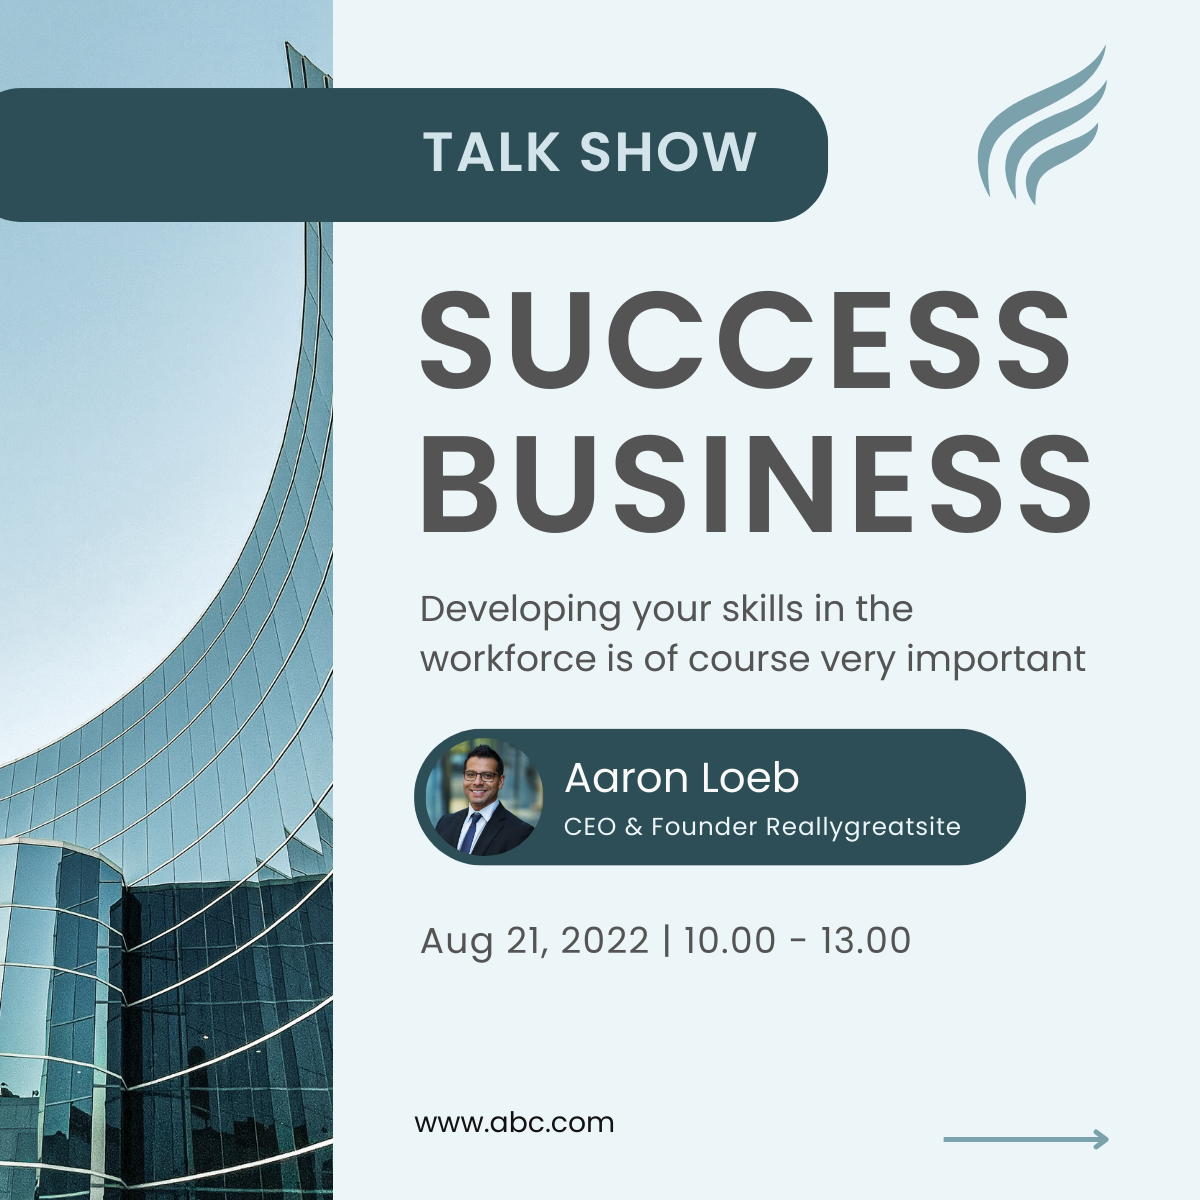 TALK SHOW
SUCCESS
BUSINESS
Developing your skills in the
workforce is of course very important
Aaron Loeb
CEO & Founder Reallygreatsite
Aug 21, 2022 | 10.00 - 13.00
www.abc.com